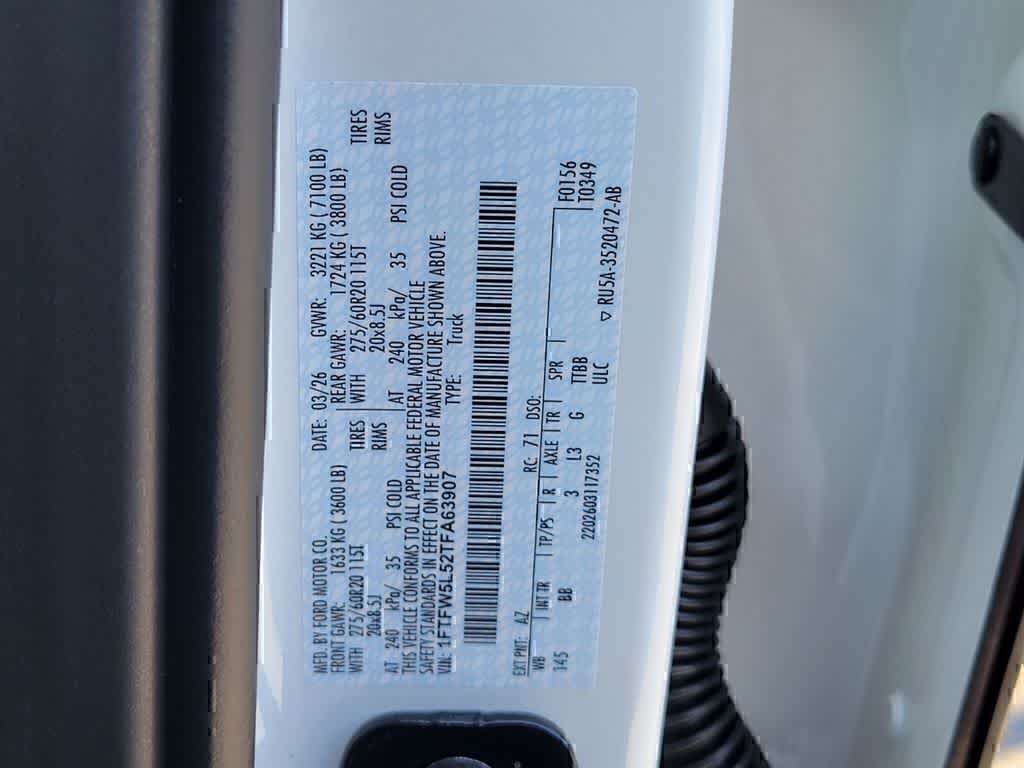 MFD. BY FORD MOTOR CO. DATE: 03/26 GVWR: 3221 KG ( 7100 LB)
FRONT GAWR: 1633 KG ( 3600 LB) REAR GAWR: 1724 KG ( 3800 LB)
WITH 275/60R20 115T TIRES WITH 275/60R20 115T TIRES
20x8.5J RIMS 20x8.5J RIMS
AT 240 kPa/ 35 PSI COLD AT 240 kPa/ 35 PSI COLD
THIS VEHICLE CONFORMS TO ALL APPLICABLE FEDERAL MOTOR VEHICLE
SAFETY STANDARDS IN EFFECT ON THE DATE OF MANUFACTURE SHOWN ABOVE.
VIN: 1FTFW5L52TFA63907 TYPE: Truck
EXT PNT: AZ RC: 71 DSO:
WB INT TR TP/PS R AXLE TR SPR F0156
145 BB 3 L3 G TTBB T0349
2202603117352 ULC
RU5A-3520472-AB